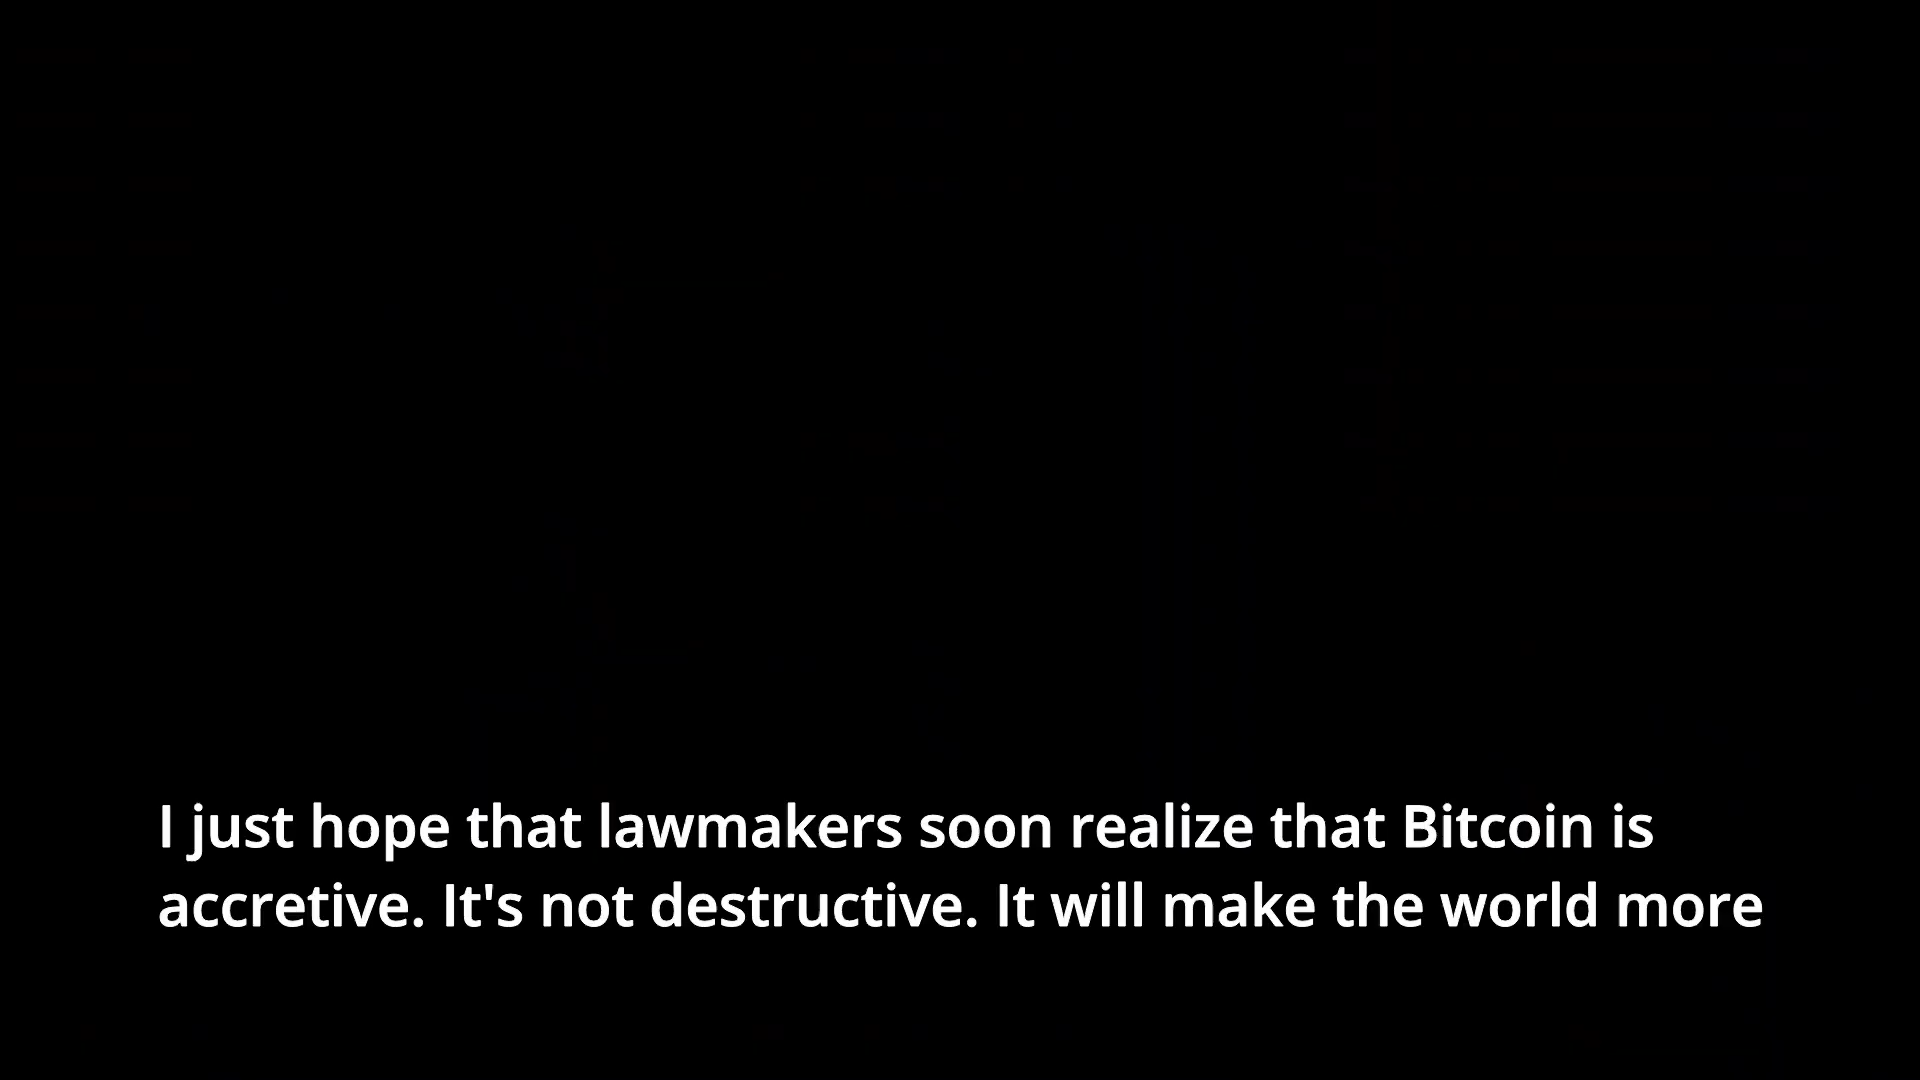 I just hope that lawmakers soon realize that Bitcoin is
accretive. It's not destructive. It will make the world more